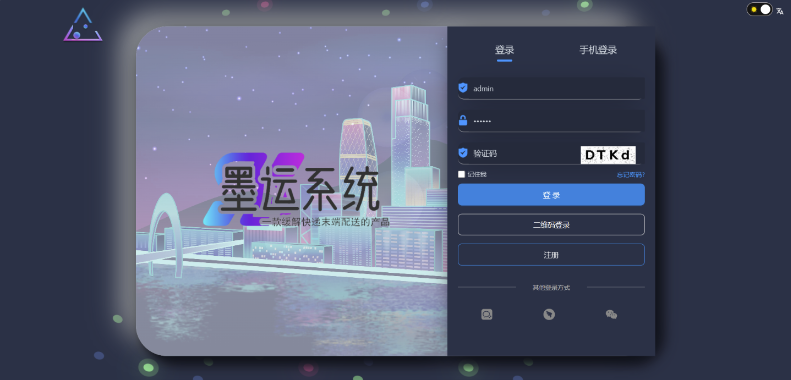 登录
手机登录
admin
验证码
DTKd
记住我
忘记密码?
登 录
二维码登录
注册
其他登录方式
墨运系统
一款缓解快递末端配送的产品